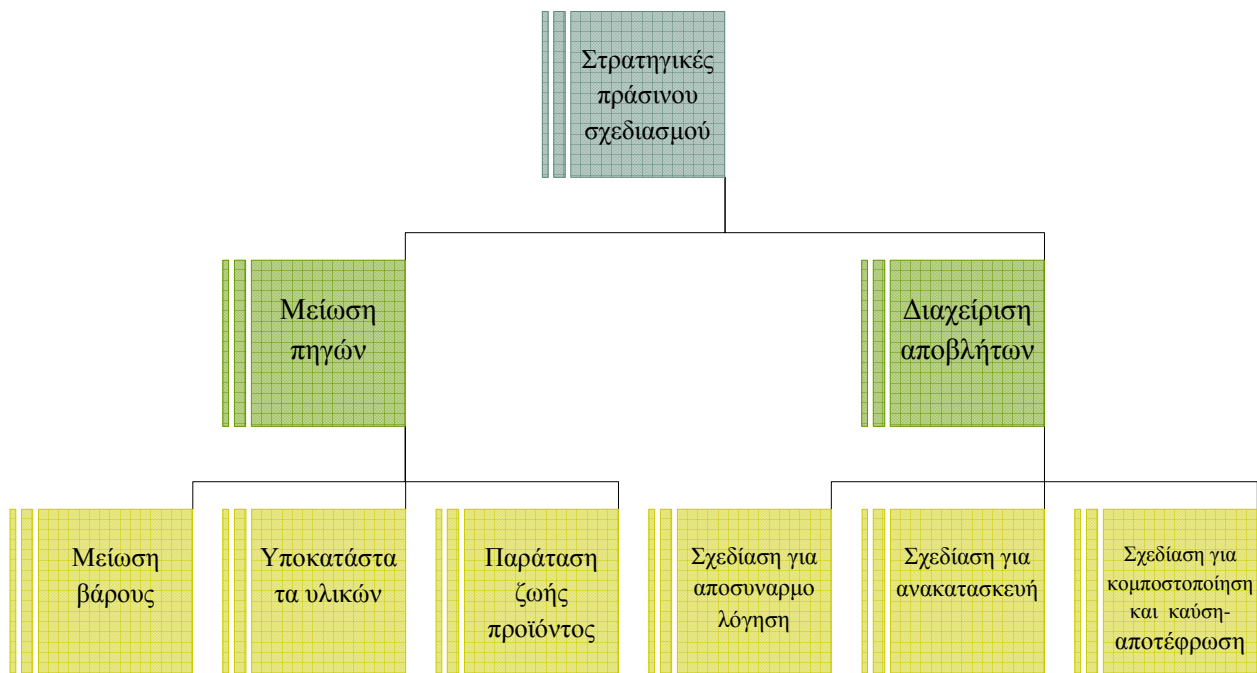 Στρατηγικές
πράσινου
σχεδιασμού
Μείωση
πηγών
Διαχείριση
αποβλήτων
Μείωση
βάρους
Υποκατάστα
τα υλικών
Παράταση
ζωής
προϊόντος
Σχεδίαση για
αποσυναρμο
λόγηση
Σχεδίαση για
ανακατασκευή
Σχεδίαση για
κομποστοποίηση
και καύση-
αποτέφρωση